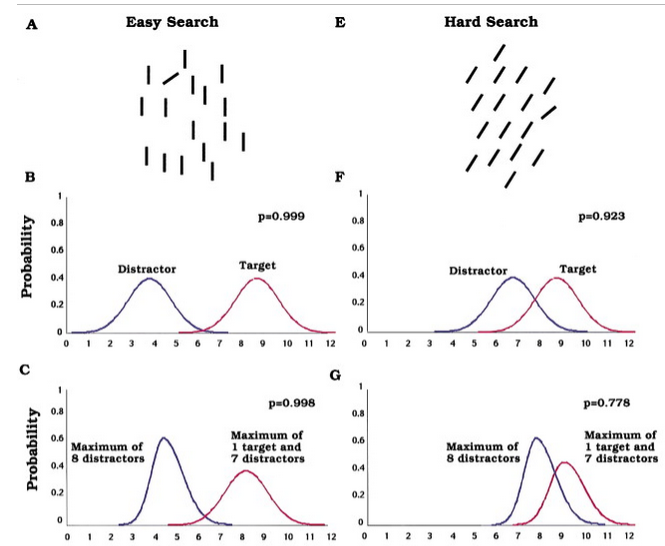 A
Easy Search
E
Hard Search
B
Probability
1
0.8
0.6
0.4
0.2
0
p=0.999
Distractor
Target
0 1 2 3 4 5 6 7 8 9 10 11 12
F
1
0.8
0.6
0.4
0.2
0
p=0.923
Distractor
Target
0 1 2 3 4 5 6 7 8 9 10 11 12
C
Probability
1
0.8
0.6
0.4
0.2
0
p=0.998
Maximum of
8 distractors
Maximum of
1 target and
7 distractors
0 1 2 3 4 5 6 7 8 9 10 11 12
G
1
0.8
0.6
0.4
0.2
0
p=0.778
Maximum of
8 distractors
Maximum of
1 target and
7 distractors
0 1 2 3 4 5 6 7 8 9 10 11 12